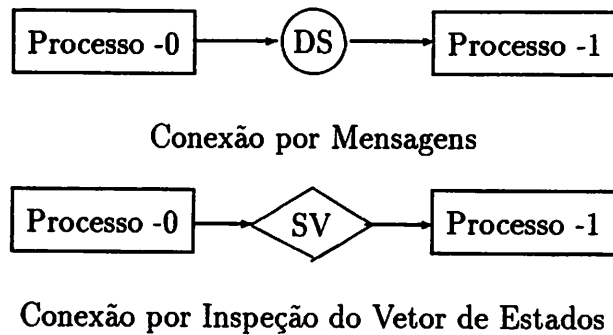 Processo -0 DS Processo -1
Conexão por Mensagens
Processo -0 SV Processo -1
Conexão por Inspeção do Vetor de Estados